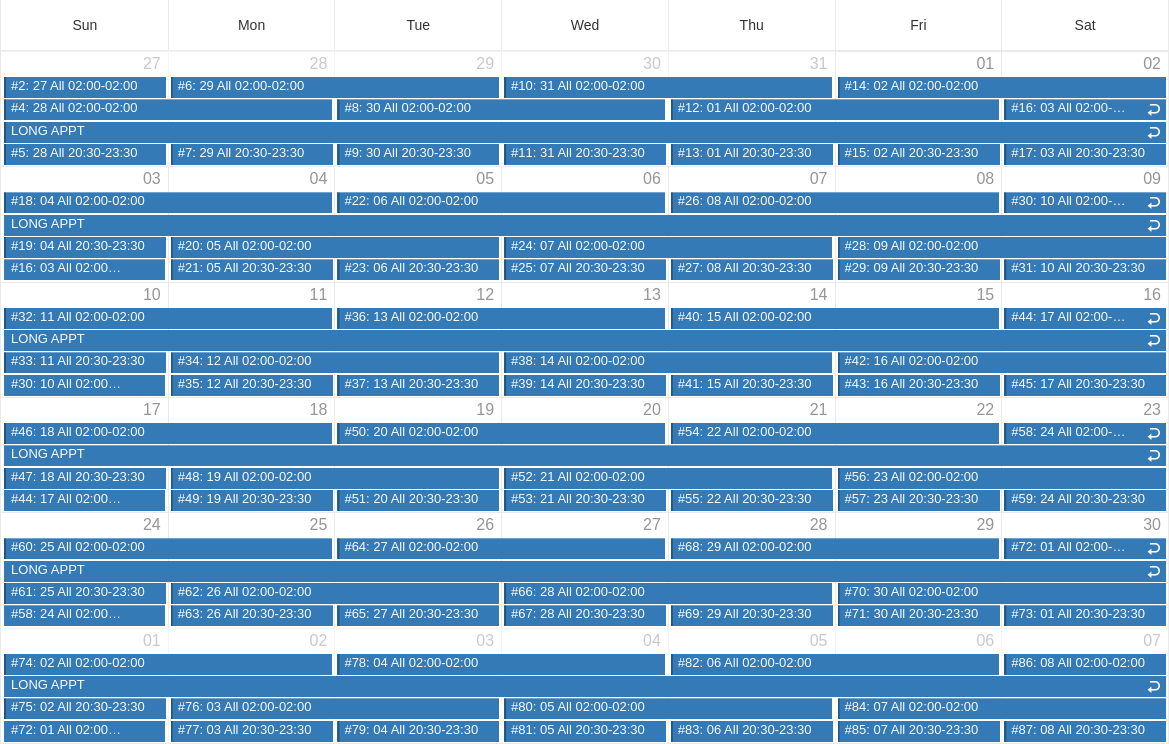 Sun Mon Tue Wed Thu Fri Sat
27 28 29 30 31 01 02
#2: 27 All 02:00-02:00 #6: 29 All 02:00-02:00 #10: 31 All 02:00-02:00 #14: 02 All 02:00-02:00
#4: 28 All 02:00-02:00 #8: 30 All 02:00-02:00 #12: 01 All 02:00-02:00 #16: 03 All 02:00-…
LONG APPT
#5: 28 All 20:30-23:30 #7: 29 All 20:30-23:30 #9: 30 All 20:30-23:30 #11: 31 All 20:30-23:30 #13: 01 All 20:30-23:30 #15: 02 All 20:30-23:30 #17: 03 All 20:30-23:30
03 04 05 06 07 08 09
#18: 04 All 02:00-02:00 #22: 06 All 02:00-02:00 #26: 08 All 02:00-02:00 #30: 10 All 02:00-…
LONG APPT
#19: 04 All 20:30-23:30 #20: 05 All 02:00-02:00 #24: 07 All 02:00-02:00 #28: 09 All 02:00-02:00
#16: 03 All 02:00… #21: 05 All 20:30-23:30 #23: 06 All 20:30-23:30 #25: 07 All 20:30-23:30 #27: 08 All 20:30-23:30 #29: 09 All 20:30-23:30 #31: 10 All 20:30-23:30
10 11 12 13 14 15 16
#32: 11 All 02:00-02:00 #36: 13 All 02:00-02:00 #40: 15 All 02:00-02:00 #44: 17 All 02:00-…
LONG APPT
#33: 11 All 20:30-23:30 #34: 12 All 02:00-02:00 #38: 14 All 02:00-02:00 #42: 16 All 02:00-02:00
#30: 10 All 02:00… #35: 12 All 20:30-23:30 #37: 13 All 20:30-23:30 #39: 14 All 20:30-23:30 #41: 15 All 20:30-23:30 #43: 16 All 20:30-23:30 #45: 17 All 20:30-23:30
17 18 19 20 21 22 23
#46: 18 All 02:00-02:00 #50: 20 All 02:00-02:00 #54: 22 All 02:00-02:00 #58: 24 All 02:00-…
LONG APPT
#47: 18 All 20:30-23:30 #48: 19 All 02:00-02:00 #52: 21 All 02:00-02:00 #56: 23 All 02:00-02:00
#44: 17 All 02:00… #49: 19 All 20:30-23:30 #51: 20 All 20:30-23:30 #53: 21 All 20:30-23:30 #55: 22 All 20:30-23:30 #57: 23 All 20:30-23:30 #59: 24 All 20:30-23:30
24 25 26 27 28 29 30
#60: 25 All 02:00-02:00 #64: 27 All 02:00-02:00 #68: 29 All 02:00-02:00 #72: 01 All 02:00-…
LONG APPT
#61: 25 All 20:30-23:30 #62: 26 All 02:00-02:00 #66: 28 All 02:00-02:00 #70: 30 All 02:00-02:00
#58: 24 All 02:00… #63: 26 All 20:30-23:30 #65: 27 All 20:30-23:30 #67: 28 All 20:30-23:30 #69: 29 All 20:30-23:30 #71: 30 All 20:30-23:30 #73: 01 All 20:30-23:30
01 02 03 04 05 06 07
#74: 02 All 02:00-02:00 #78: 04 All 02:00-02:00 #82: 06 All 02:00-02:00 #86: 08 All 02:00-02:00
LONG APPT
#75: 02 All 20:30-23:30 #76: 03 All 02:00-02:00 #80: 05 All 02:00-02:00 #84: 07 All 02:00-02:00
#72: 01 All 02:00… #77: 03 All 20:30-23:30 #79: 04 All 20:30-23:30 #81: 05 All 20:30-23:30 #83: 06 All 20:30-23:30 #85: 07 All 20:30-23:30 #87: 08 All 20:30-23:30